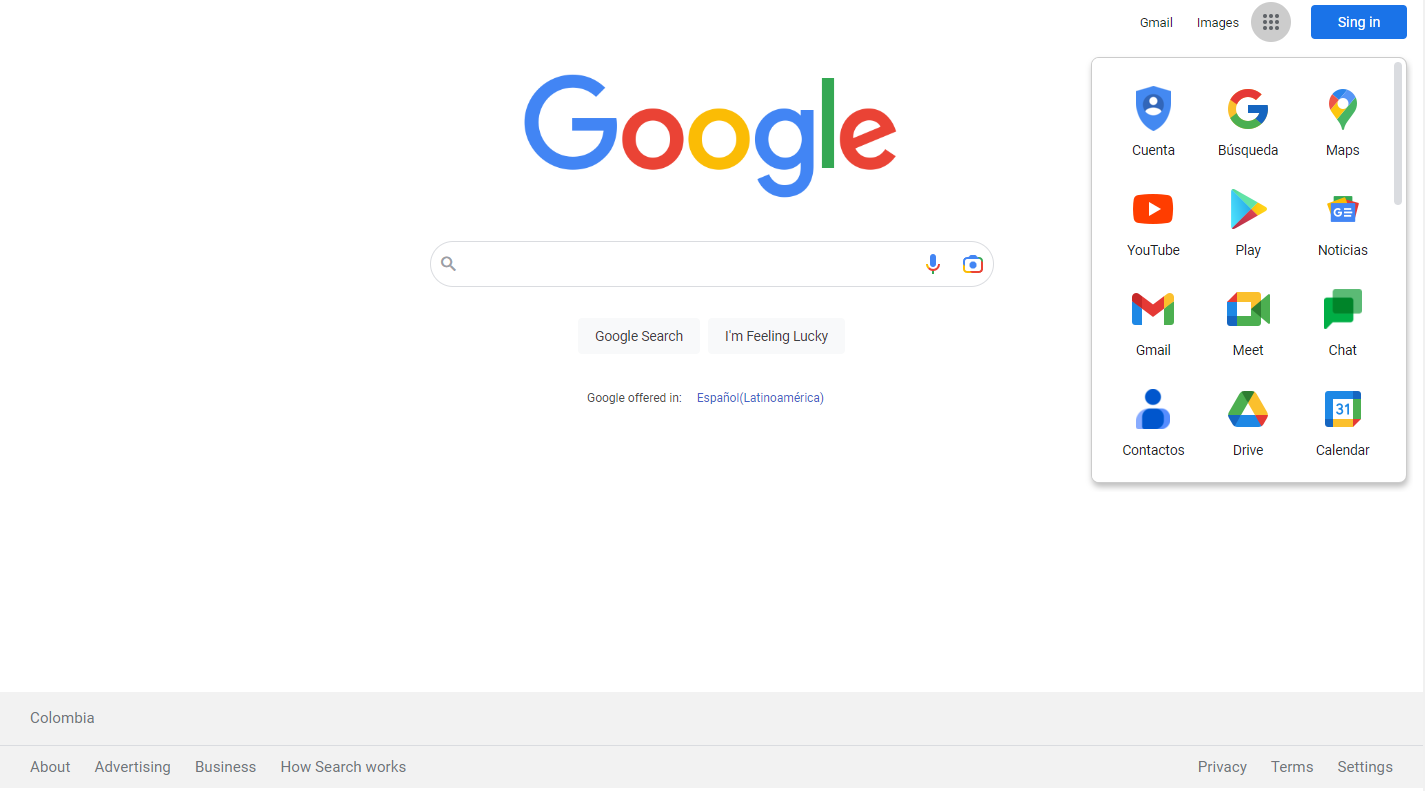 Gmail Images Sing in
Google
Cuenta Búsqueda Maps
YouTube Play Noticias
GE
Gmail Meet Chat
31
Contactos Drive Calendar
Google Search I'm Feeling Lucky
Google offered in: Español(Latinoamérica)
Colombia
About Advertising Business How Search works Privacy Terms Settings